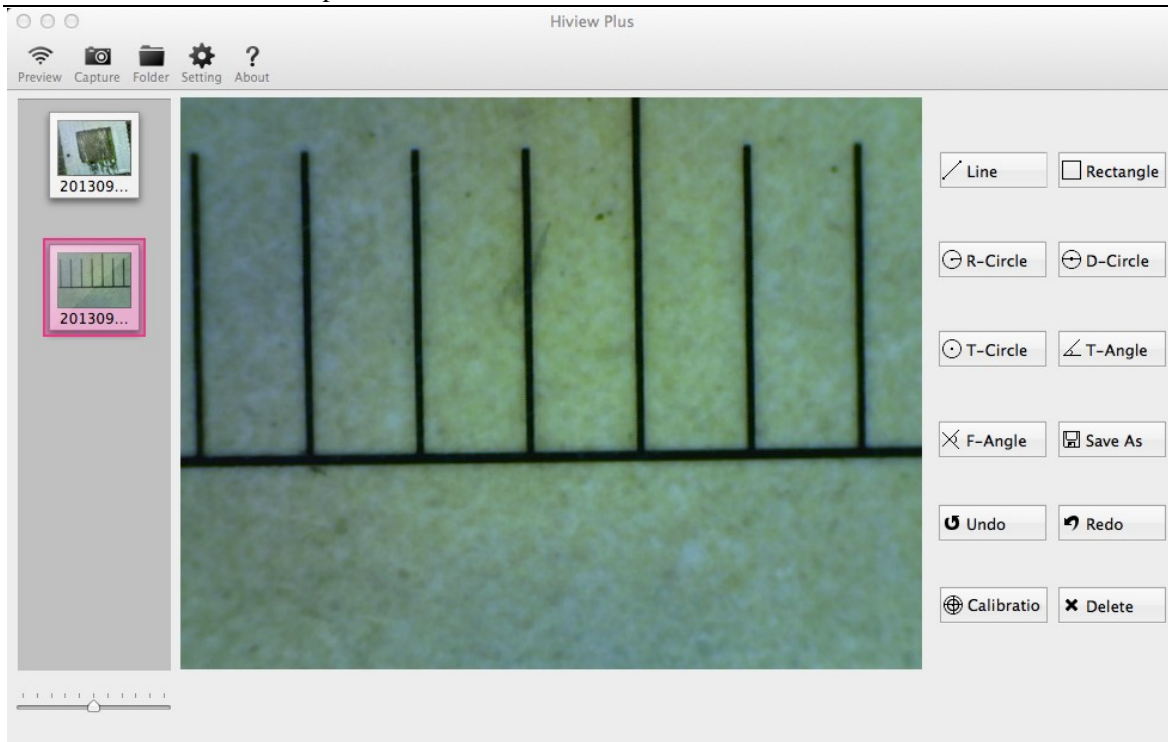 Hiview Plus
Preview Capture Folder Setting About
201309...
201309...
Line Rectangle
R-Circle D-Circle
T-Circle T-Angle
F-Angle Save As
Undo Redo
Calibratio Delete